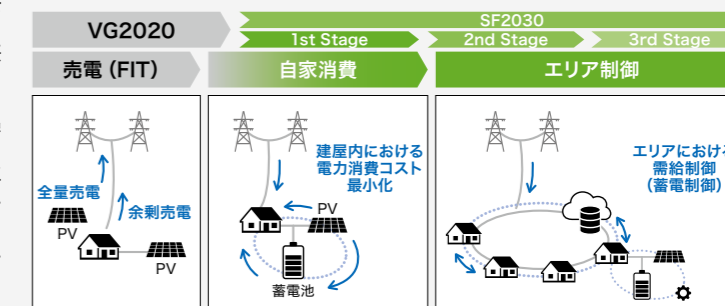 VG2020
SF2030
1st Stage
2nd Stage
3rd Stage
売電（FIT）
自家消費
エリア制御
全量売電
余剰売電
PV
PV
建屋内における
電力消費コスト
最小化
PV
蓄電池
エリアにおける
需給制御
（蓄電制御）